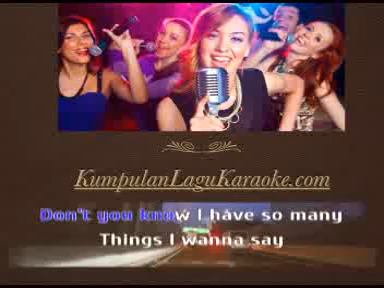 KumpulanLaguKaraoke.com
Don't you know I have so many
Things I wanna say